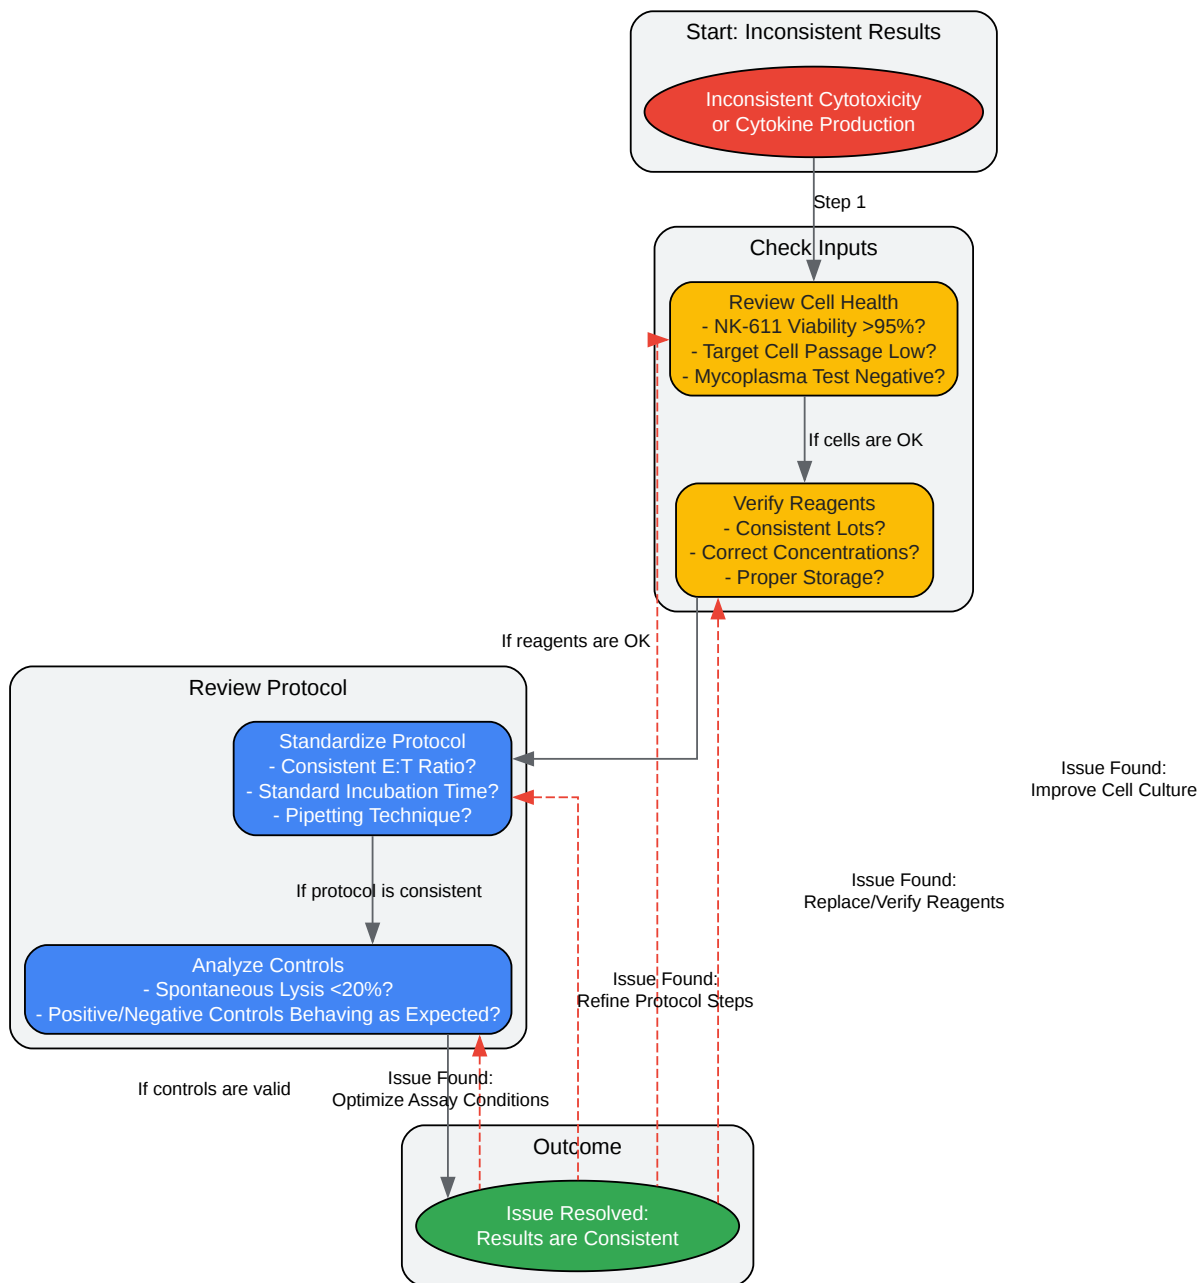 Start: Inconsistent Results
Inconsistent Cytotoxicity
or Cytokine Production
Step 1
Check Inputs
Review Cell Health
- NK-611 Viability >95%?
- Target Cell Passage Low?
- Mycoplasma Test Negative?
If cells are OK
Verify Reagents
- Consistent Lots?
- Correct Concentrations?
- Proper Storage?
If reagents are OK
Review Protocol
Standardize Protocol
- Consistent E:T Ratio?
- Standard Incubation Time?
- Pipetting Technique?
Issue Found:
Improve Cell Culture
If protocol is consistent
Issue Found:
Replace/Verify Reagents
Analyze Controls
- Spontaneous Lysis <20%?
- Positive/Negative Controls Behaving as Expected?
Issue Found:
Refine Protocol Steps
If controls are valid
Issue Found:
Optimize Assay Conditions
Outcome
Issue Resolved:
Results are Consistent